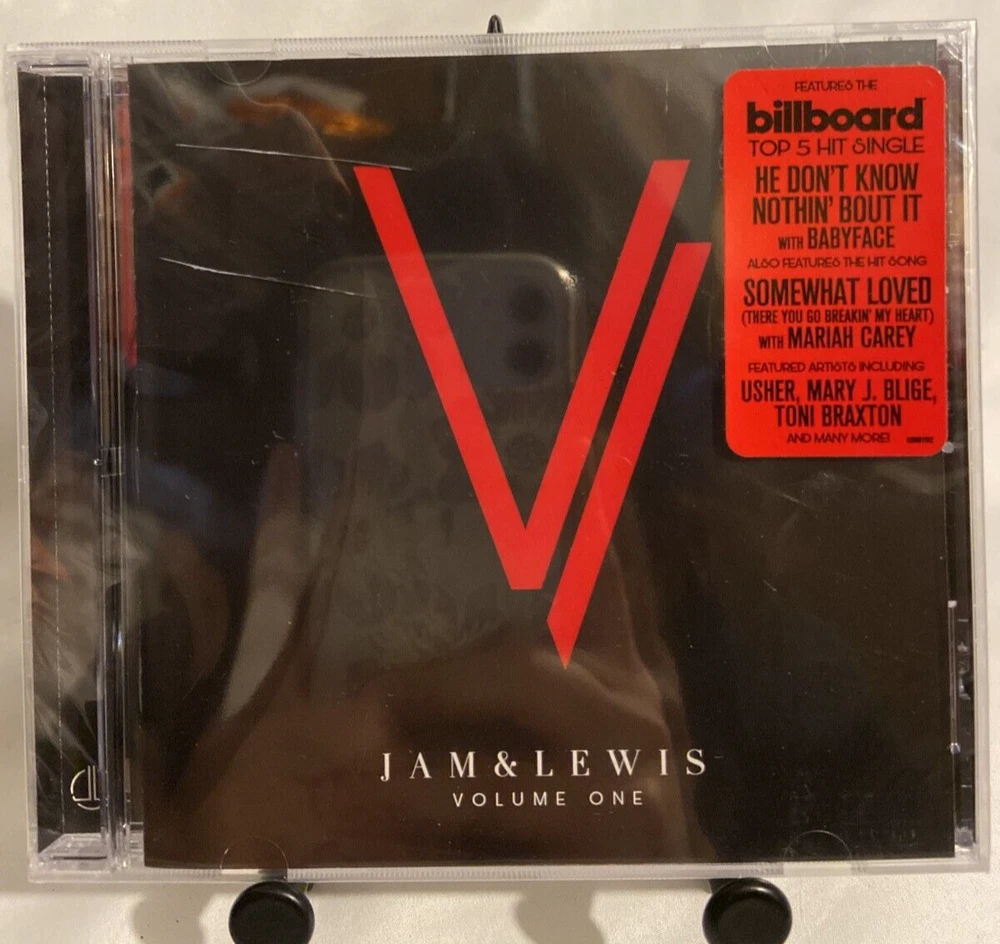 FEATURES THE
billboard
TOP 5 HIT SINGLE
HE DON'T KNOW
NOTHIN' BOUT IT
WITH BABYFACE
ALSO FEATURES THE HIT SONG
SOMEWHAT LOVED
(THERE YOU GO BREAKIN' MY HEART)
WITH MARIAH CAREY
FEATURED ARTISTS INCLUDING
USHER, MARY J. BLIGE,
TONI BRAXTON
AND MANY MORE!
JAM & LEWIS
VOLUME ONE